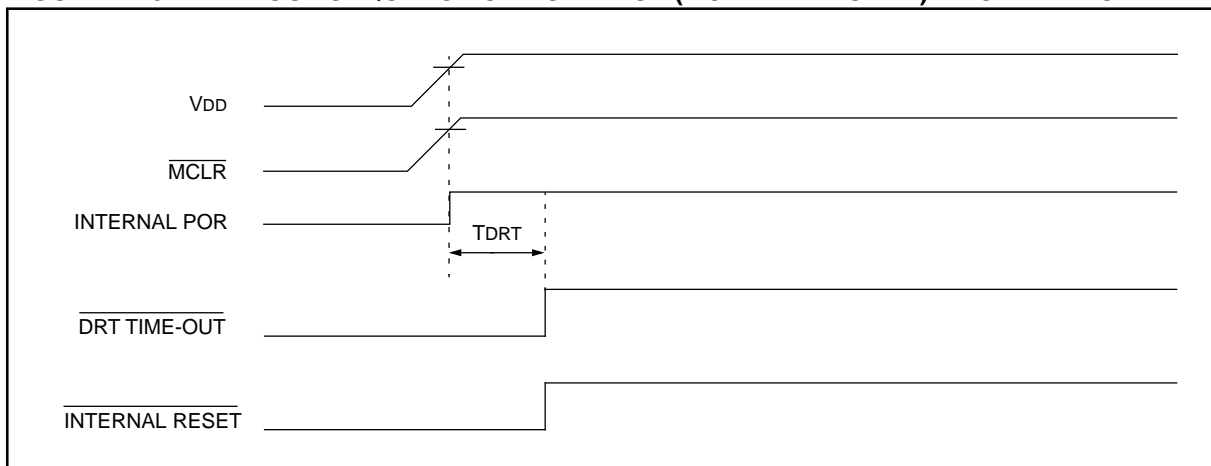 VDD
MCLR
INTERNAL POR
TDRT
DRT TIME-OUT
INTERNAL RESET